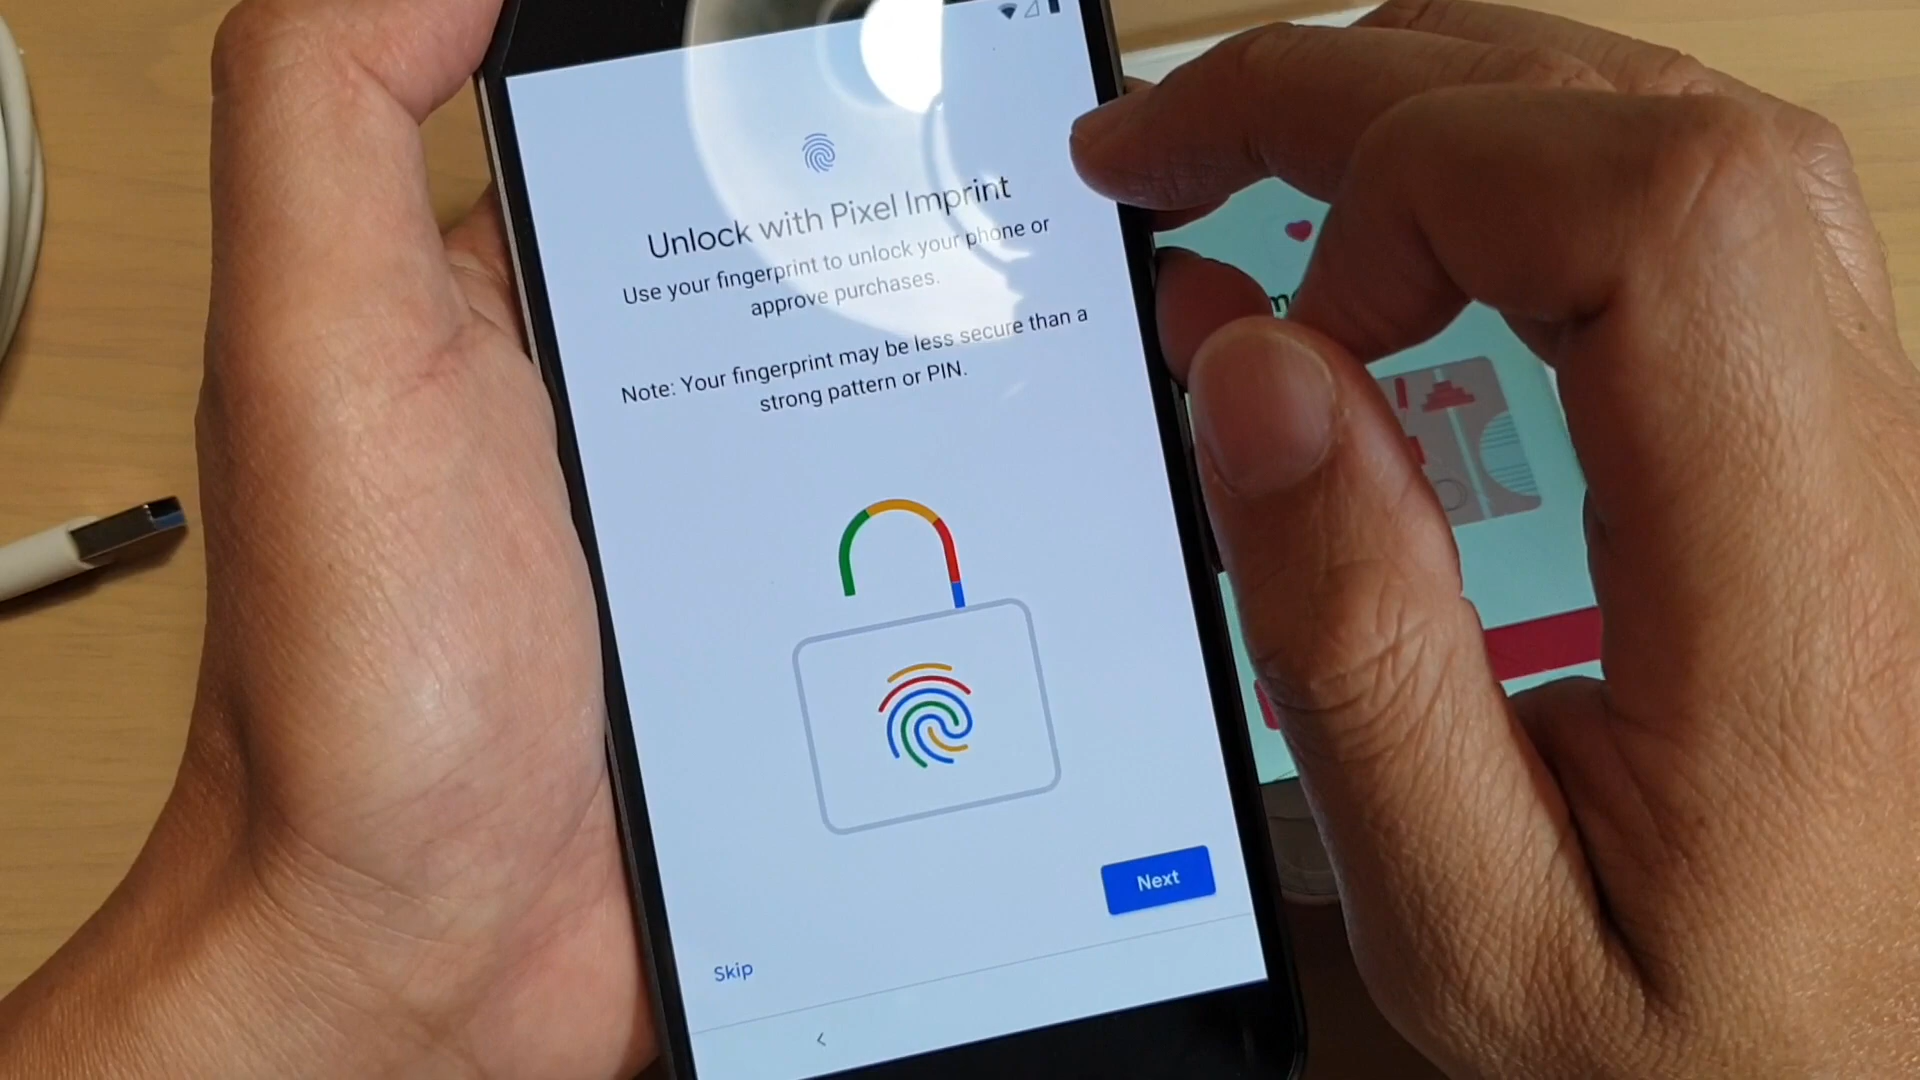 Unlock with Pixel Imprint
Use your fingerprint to unlock your phone or
approve purchases.
Note: Your fingerprint may be less secure than a
strong pattern or PIN.
Next
Skip